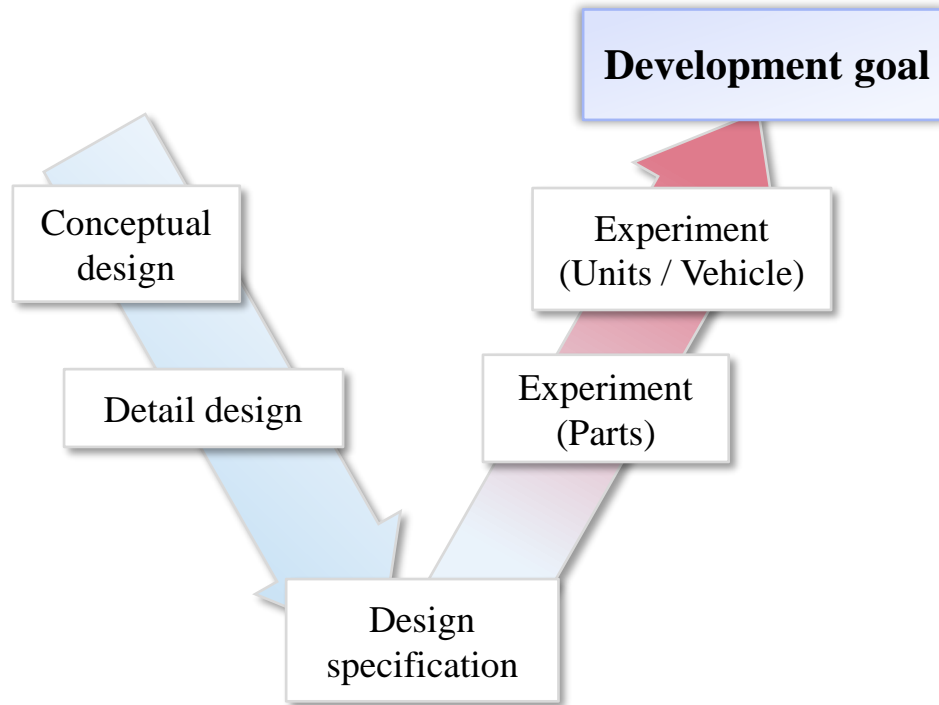 Development goal
Conceptual
design
Experiment
(Units / Vehicle)
Detail design
Experiment
(Parts)
Design
specification